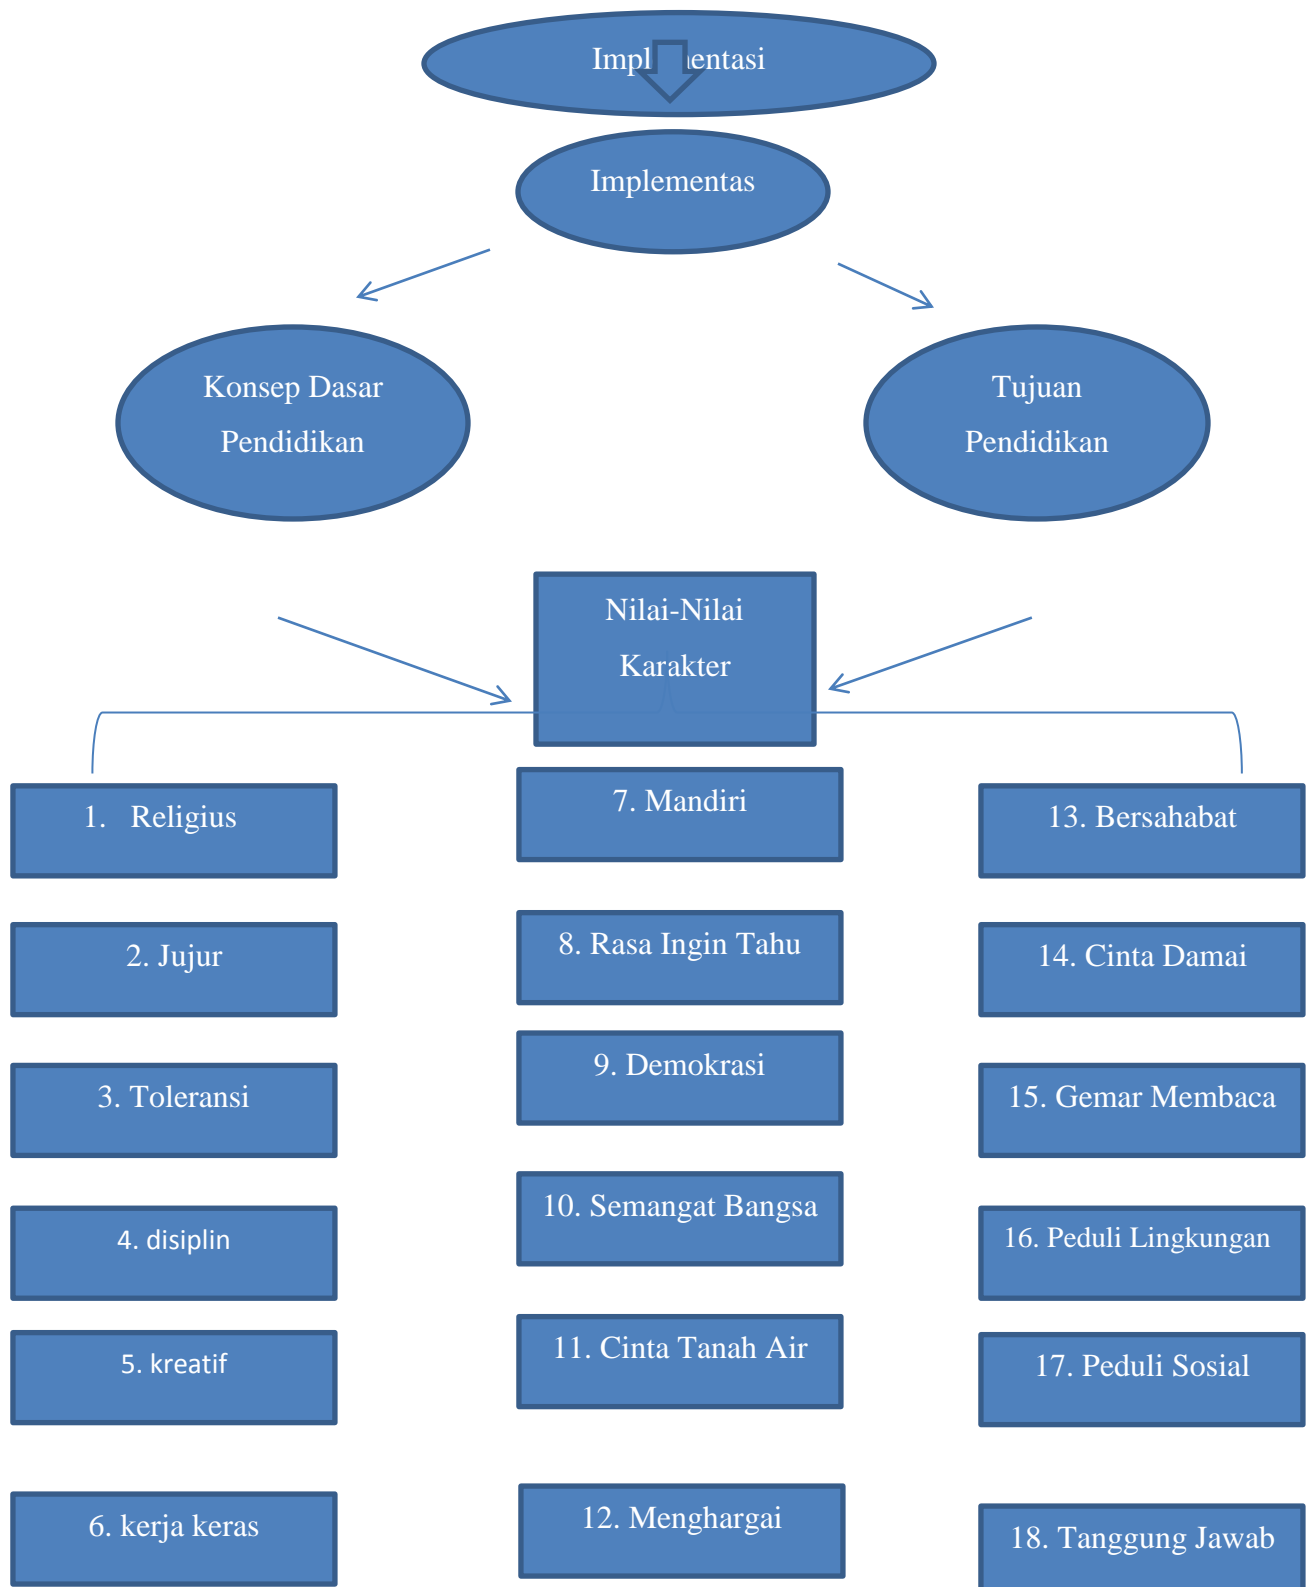 Implementasi
Implementas
Konsep Dasar
Pendidikan
Tujuan
Pendidikan
Nilai-Nilai
Karakter
1. Religius
2. Jujur
3. Toleransi
4. disiplin
5. kreatif
6. kerja keras
7. Mandiri
8. Rasa Ingin Tahu
9. Demokrasi
10. Semangat Bangsa
11. Cinta Tanah Air
12. Menghargai
13. Bersahabat
14. Cinta Damai
15. Gemar Membaca
16. Peduli Lingkungan
17. Peduli Sosial
18. Tanggung Jawab